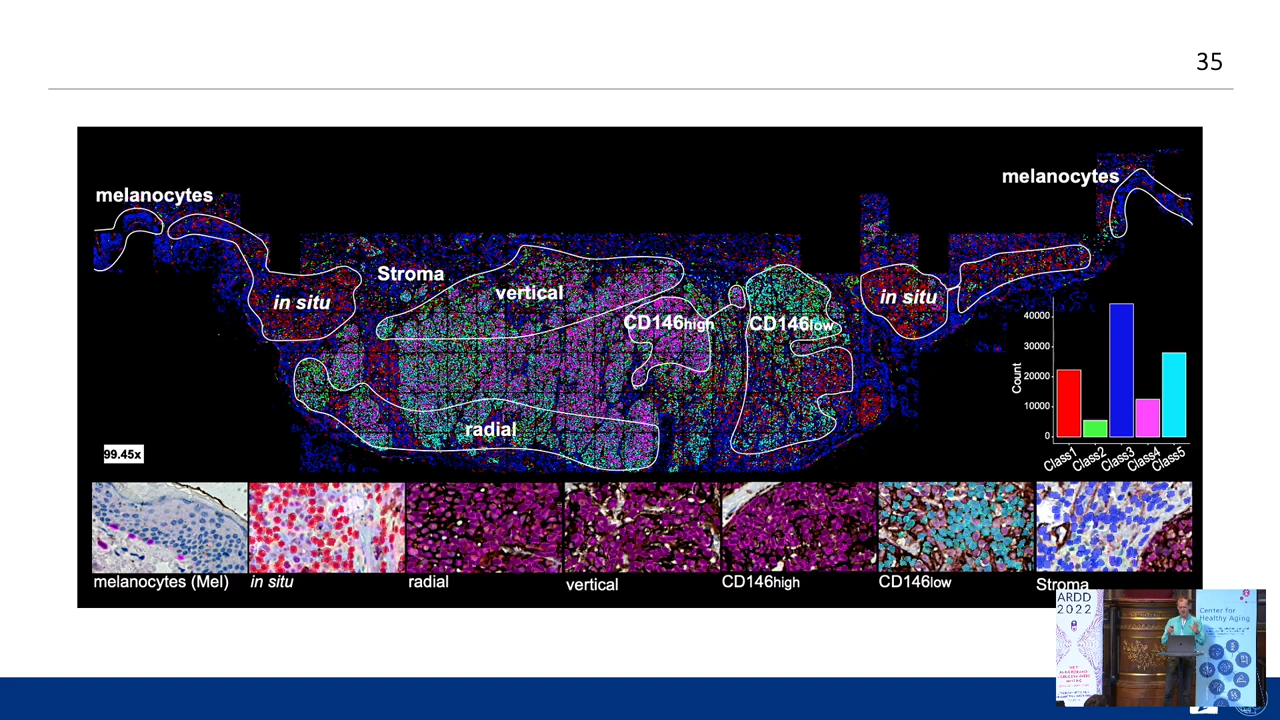 35
melanocytes
melanocytes
Stroma
vertical
in situ
in situ
CD146high
CD146low
radial
99.45x
Count
40000
30000
20000
10000
0
Class1
Class2
Class3
Class4
Class5
melanocytes (Mel)
in situ
radial
vertical
CD146high
CD146low
Stroma
ARDD
2022
Center for
Healthy Aging